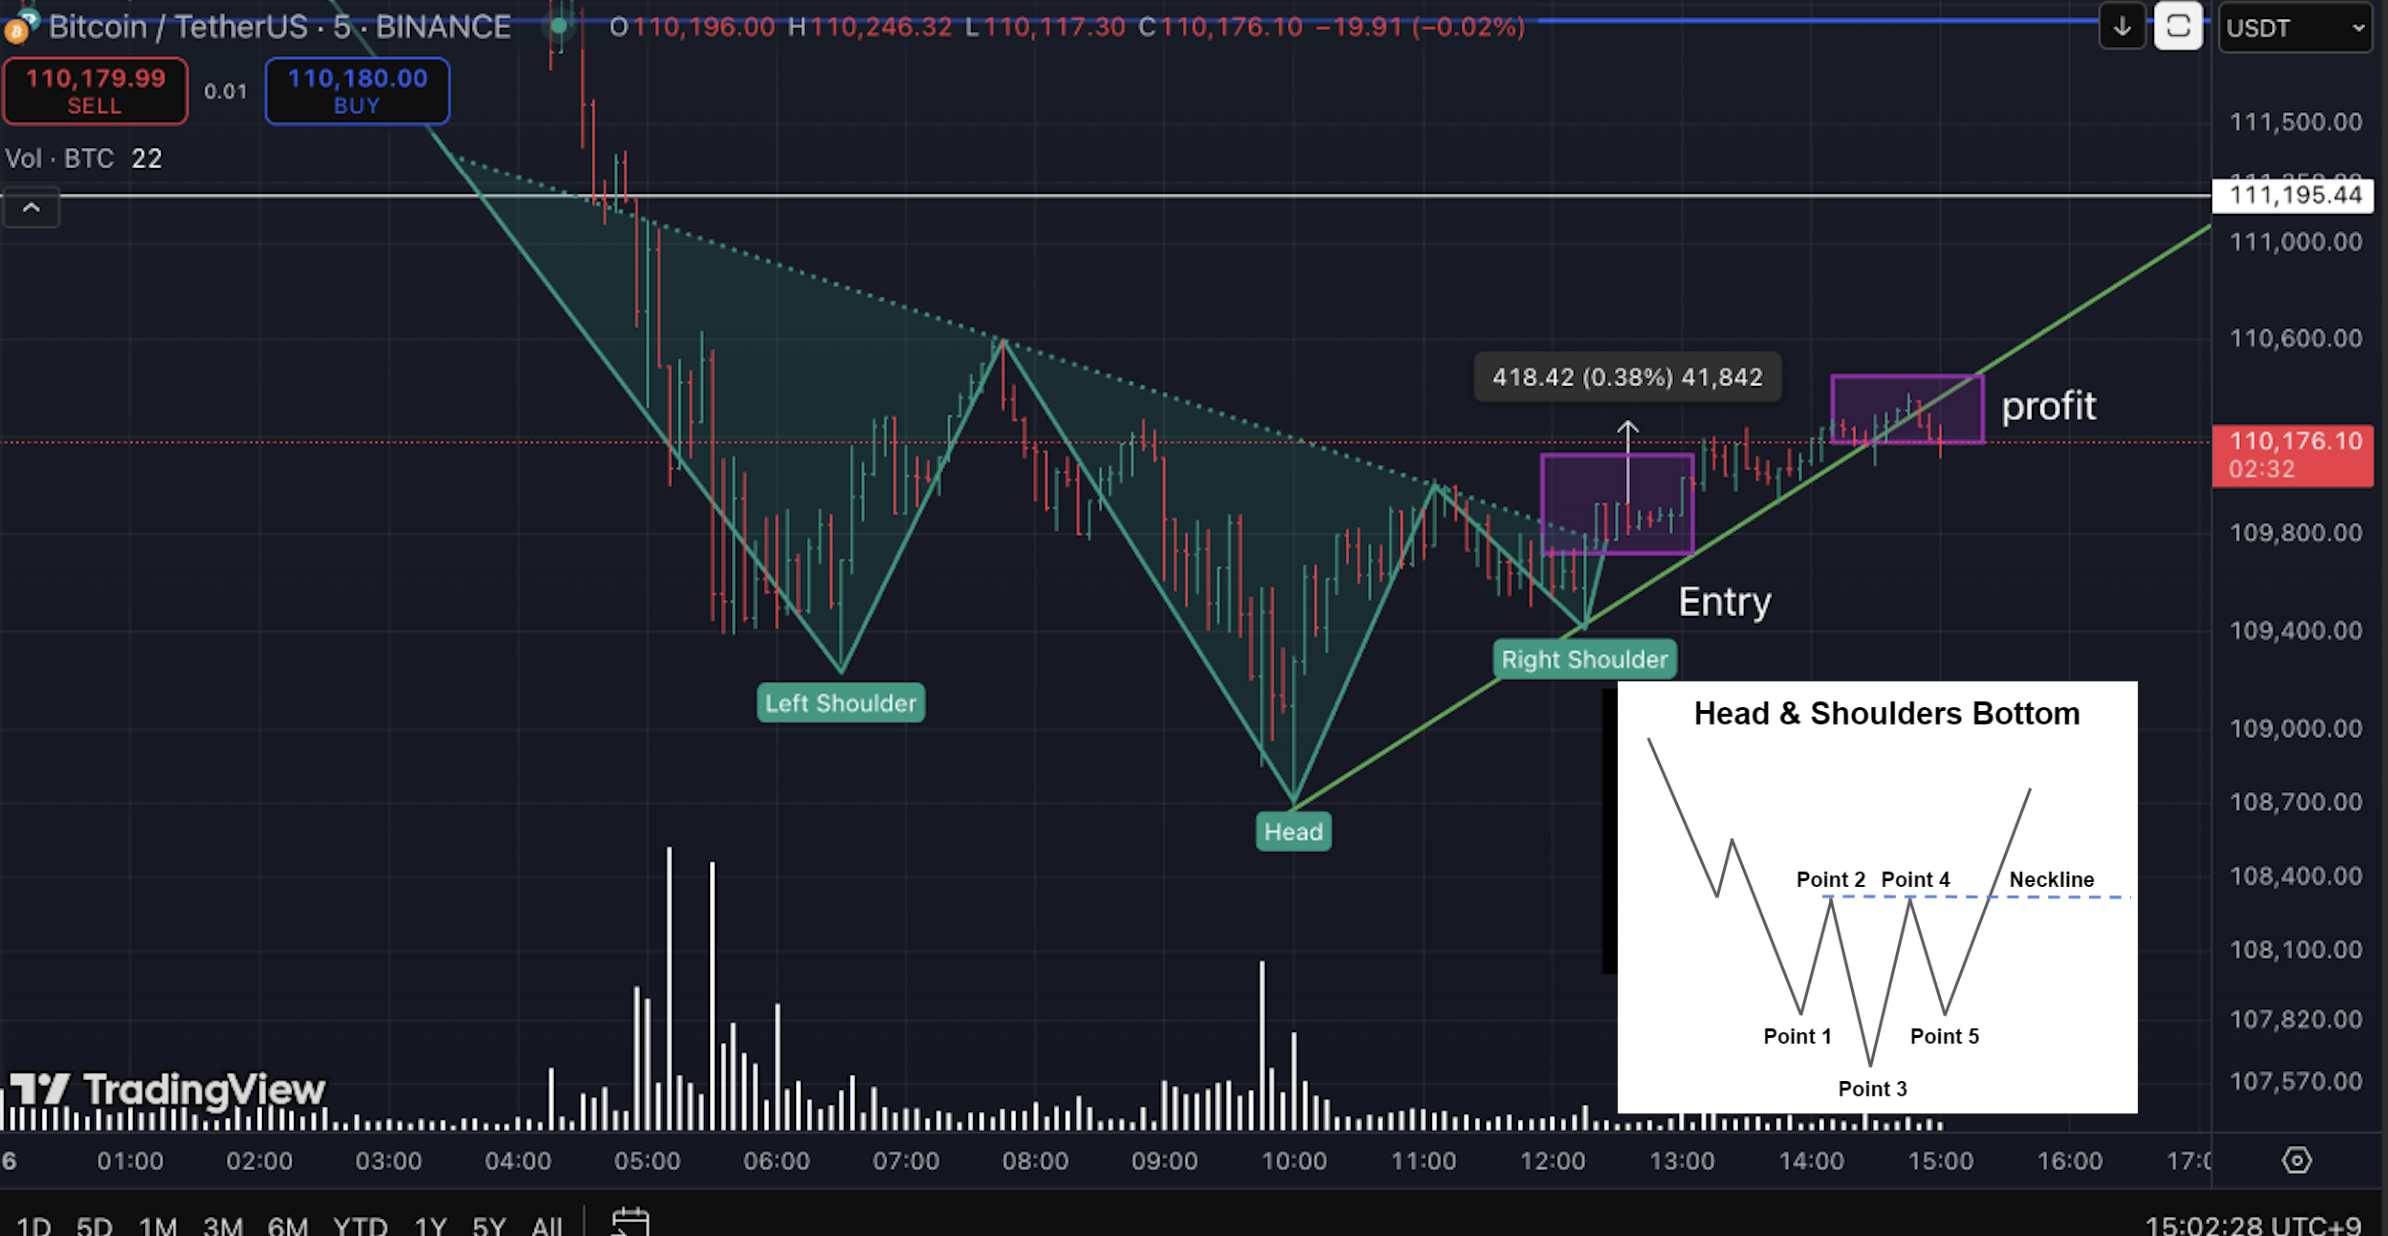 Bitcoin / TetherUS · 5 · BINANCE
O110,196.00 H110,246.32 L110,117.30 C110,176.10 −19.91 (−0.02%)
USDT
110,179.99
SELL
0.01
110,180.00
BUY
Vol · BTC 22
111,500.00
111,195.44
111,000.00
110,600.00
418.42 (0.38%) 41,842
profit
110,176.10
02:32
109,800.00
Entry
109,400.00
Right Shoulder
Left Shoulder
Head & Shoulders Bottom
109,000.00
108,700.00
Head
108,400.00
Point 2 Point 4 Neckline
108,100.00
107,820.00
Point 1 Point 5
107,570.00
Point 3
TradingView
6 01:00 02:00 03:00 04:00 05:00 06:00 07:00 08:00 09:00 10:00 11:00 12:00 13:00 14:00 15:00 16:00
1D 5D 1M 3M 6M YTD 1Y 5Y All
15:02:28 UTC+9